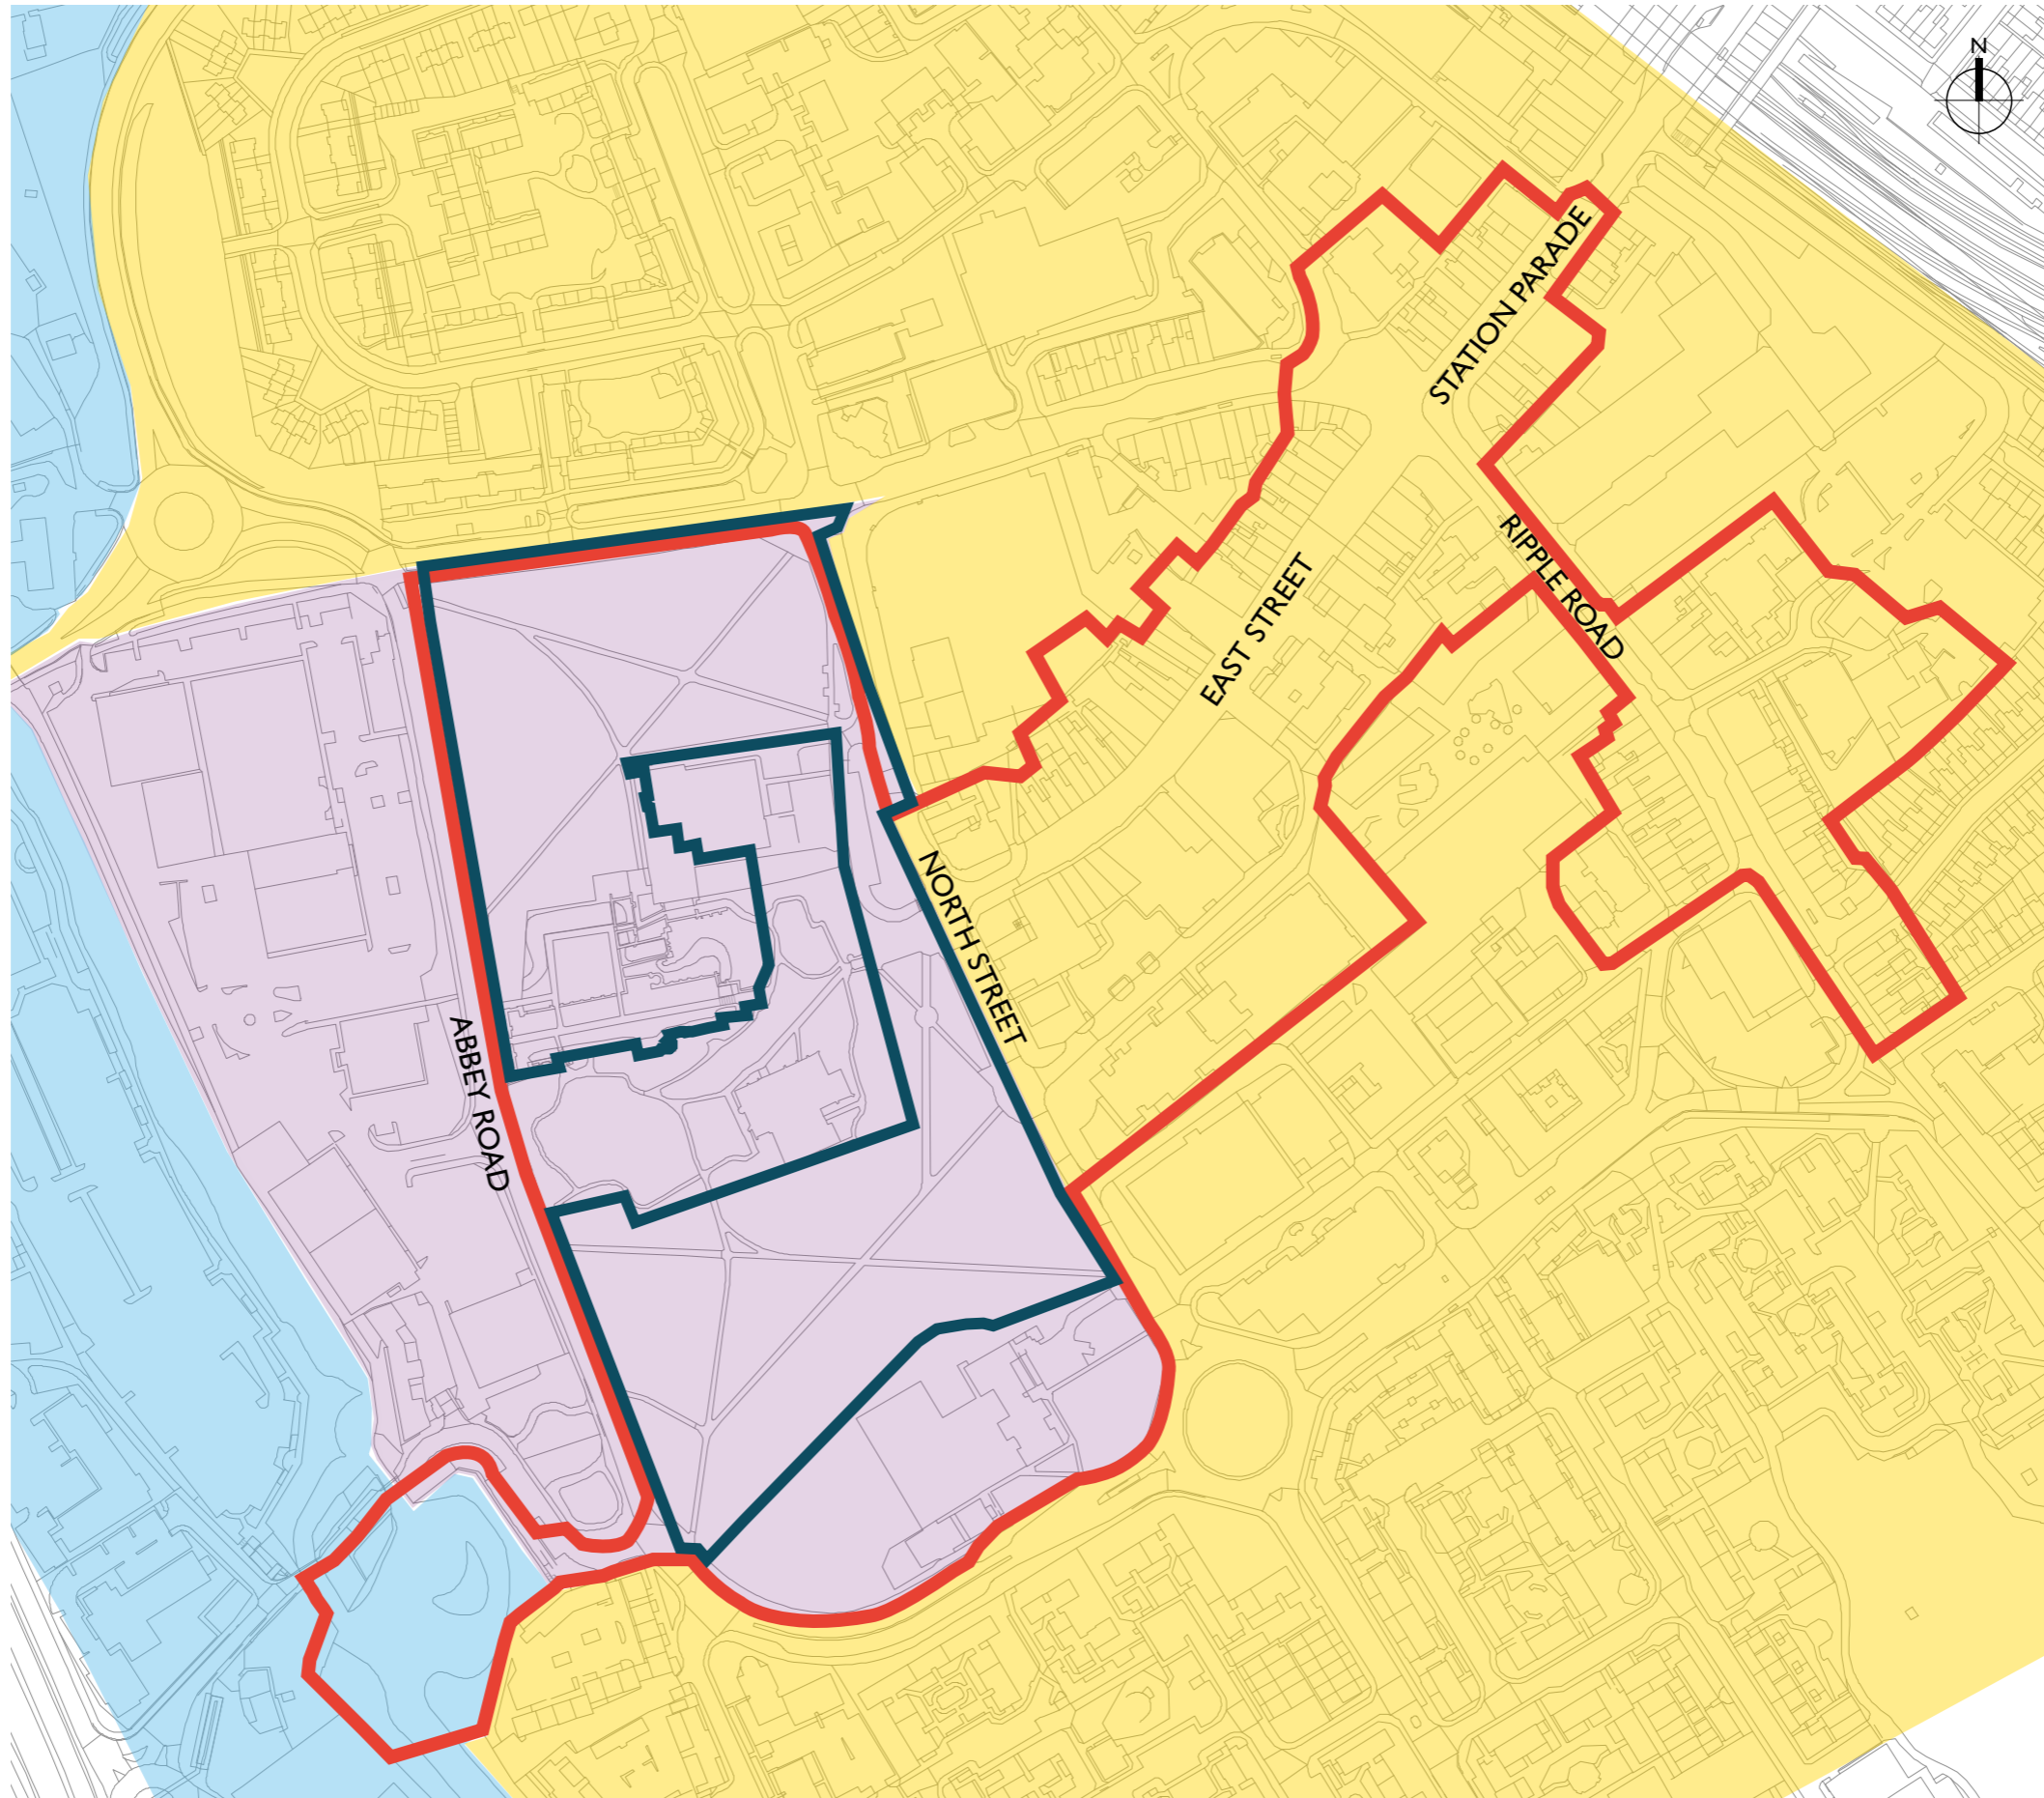 N
STATION PARADE
RIPPLE ROAD
EAST STREET
NORTH STREET
ABBEY ROAD